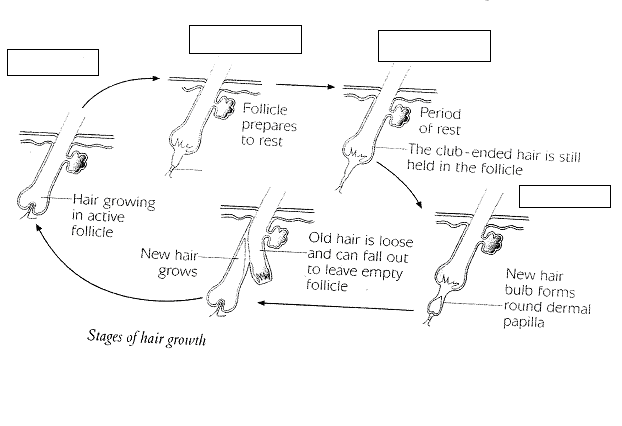 Follicle
prepares
to rest
Period
of rest
The club-ended hair is still
held in the follicle
Hair growing
in active
follicle
New hair
grows
Old hair is loose
and can fall out
to leave empty
follicle
New hair
bulb forms
round dermal
papilla
Stages of hair growth